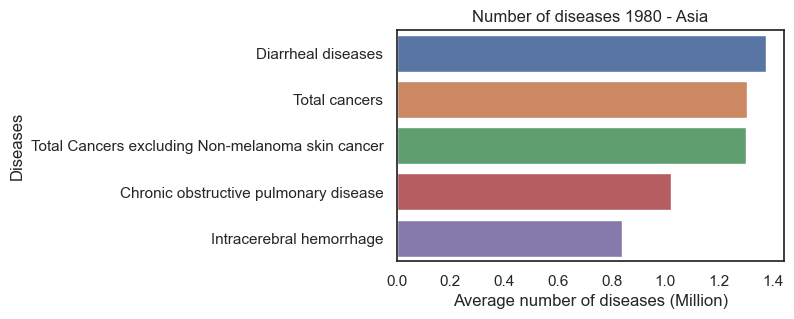 Number of diseases 1980 - Asia
Diseases
Diarrheal diseases
Total cancers
Total Cancers excluding Non-melanoma skin cancer
Chronic obstructive pulmonary disease
Intracerebral hemorrhage
0.0 0.2 0.4 0.6 0.8 1.0 1.2 1.4
Average number of diseases (Million)